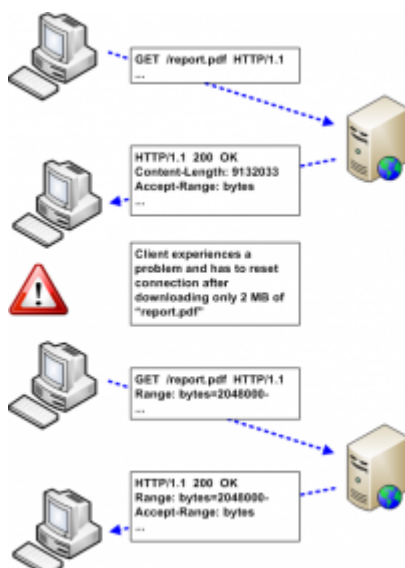 GET /report.pdf HTTP/1.1
...
HTTP/1.1 200 OK
Content-Length: 9132033
Accept-Range: bytes
...
Client experiences a
problem and has to reset
connection after
downloading only 2 MB of
"report.pdf"
GET /report.pdf HTTP/1.1
Range: bytes=2048000-
...
HTTP/1.1 200 OK
Range: bytes=2048000-
Accept-Range: bytes
...